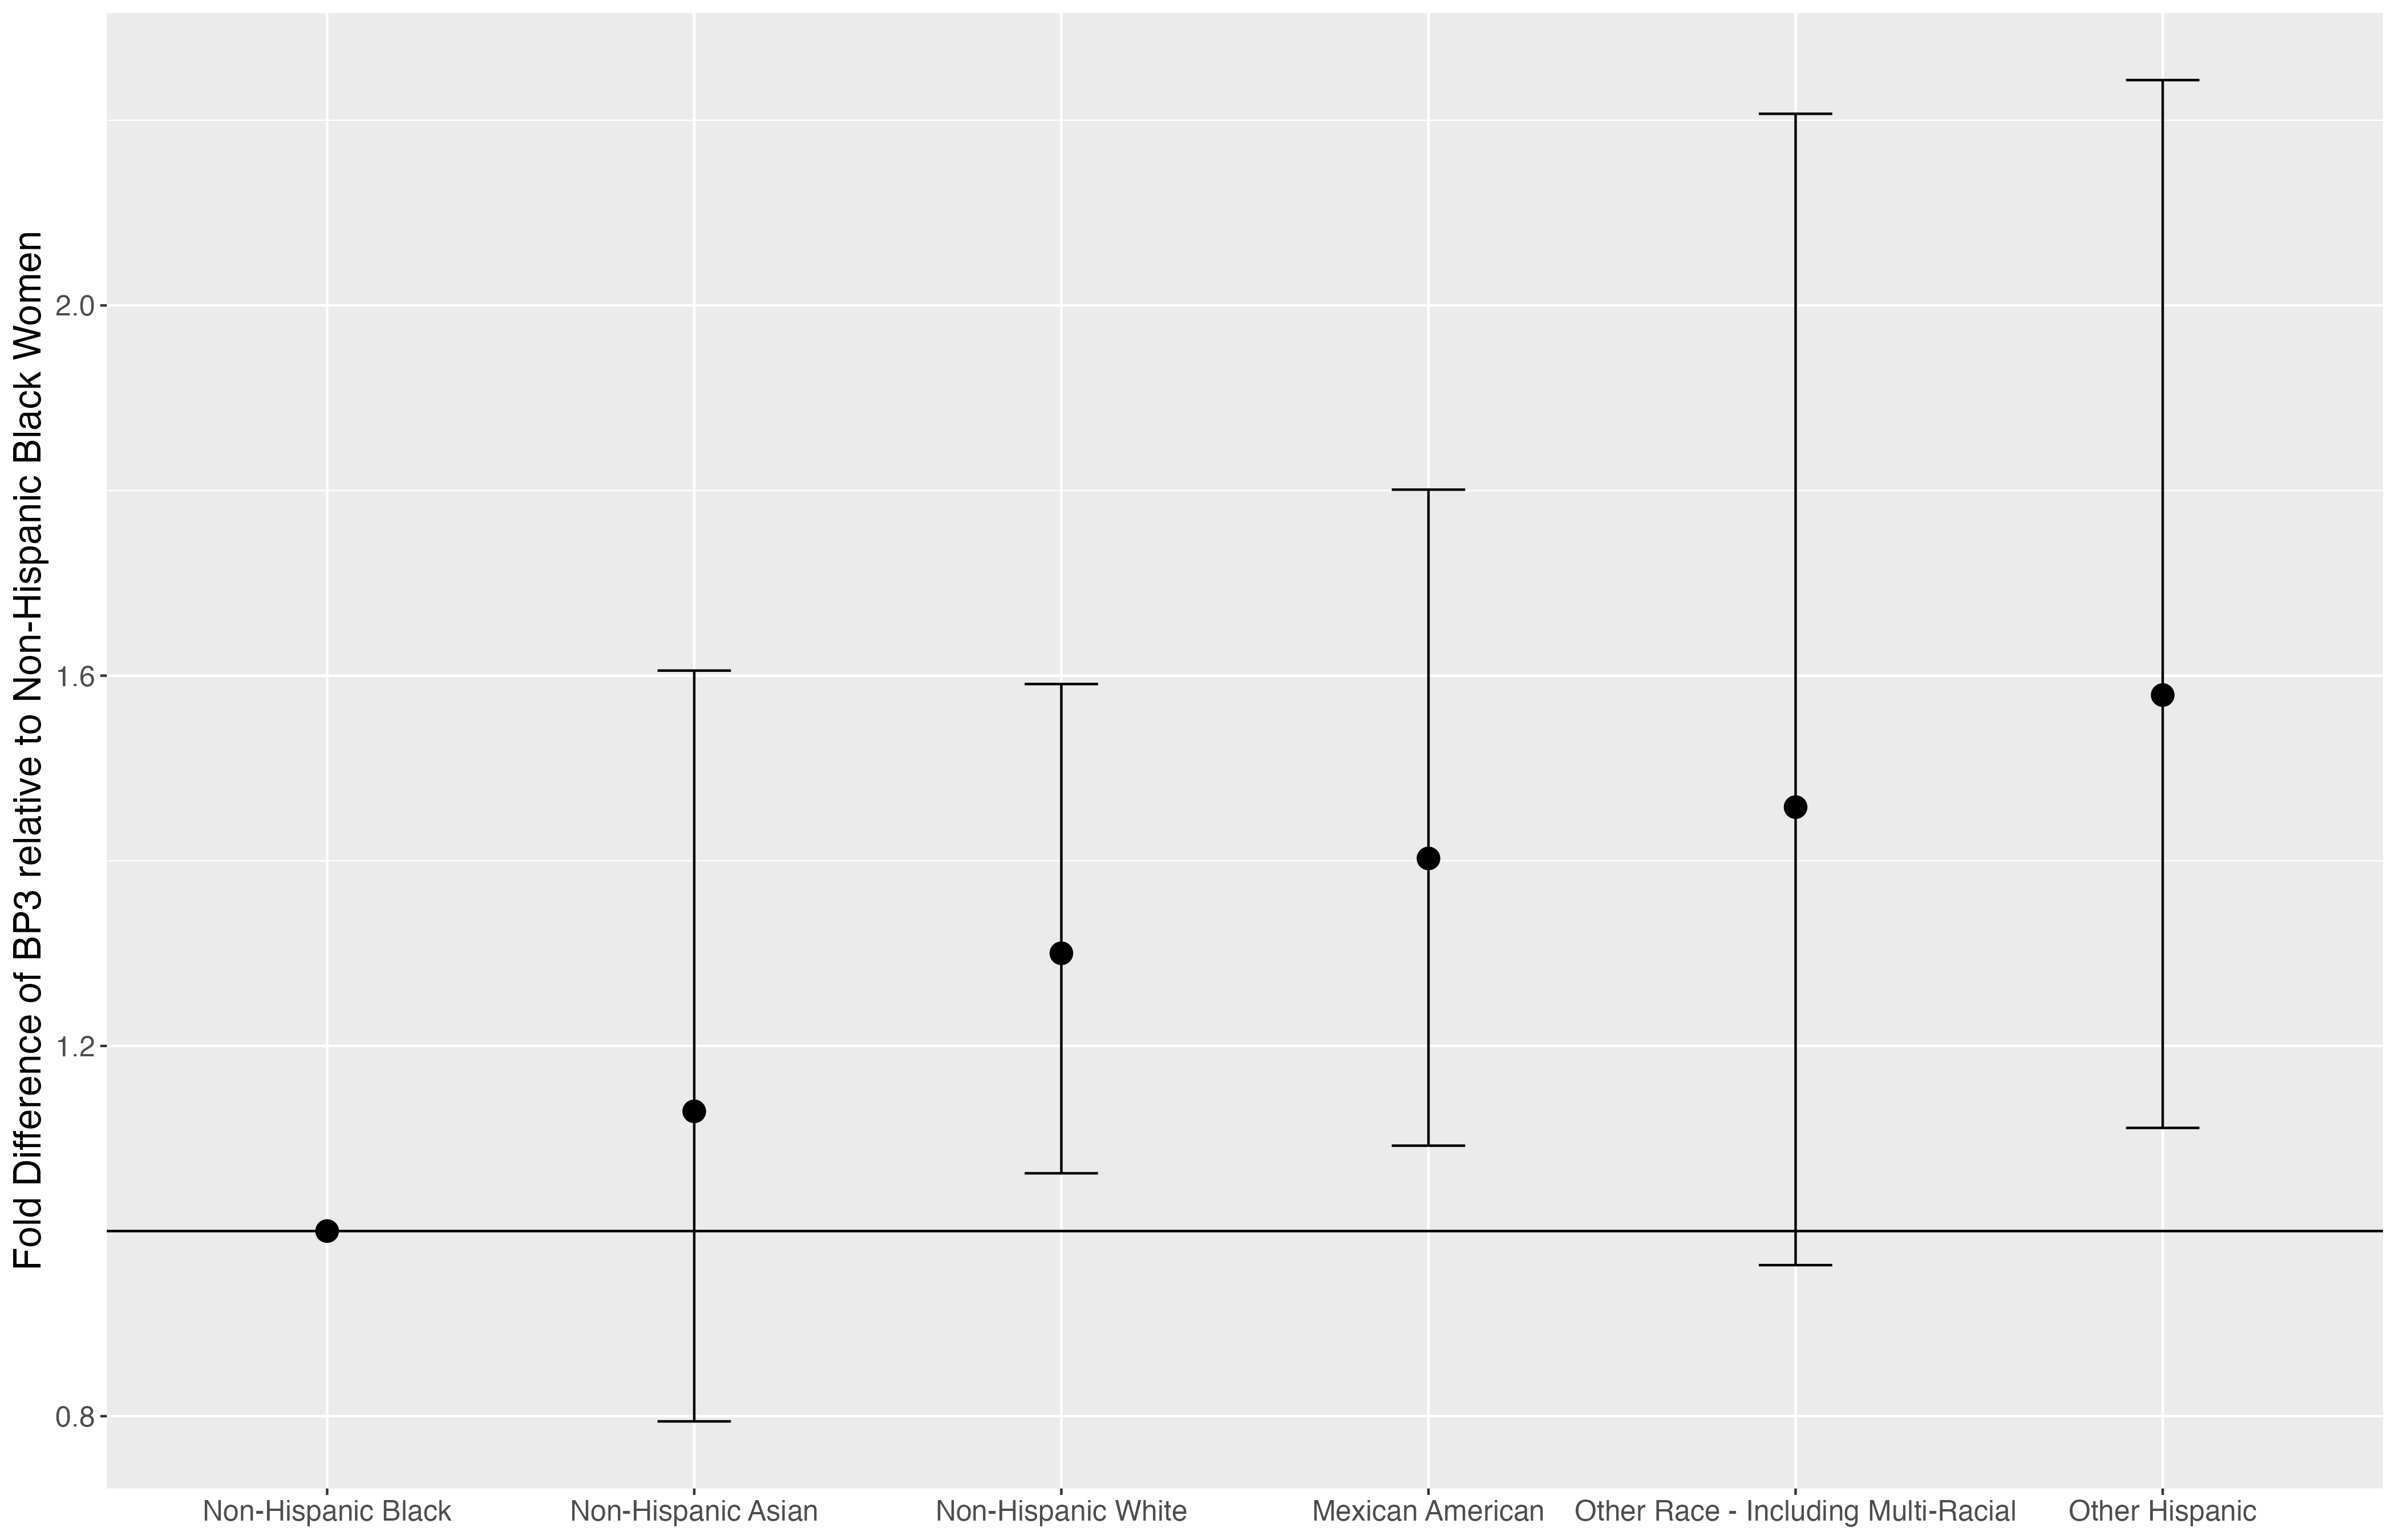 Fold Difference of BP3 relative to Non-Hispanic Black Women
2.0
1.6
1.2
0.8
Non-Hispanic Black
Non-Hispanic Asian
Non-Hispanic White
Mexican American
Other Race - Including Multi-Racial
Other Hispanic